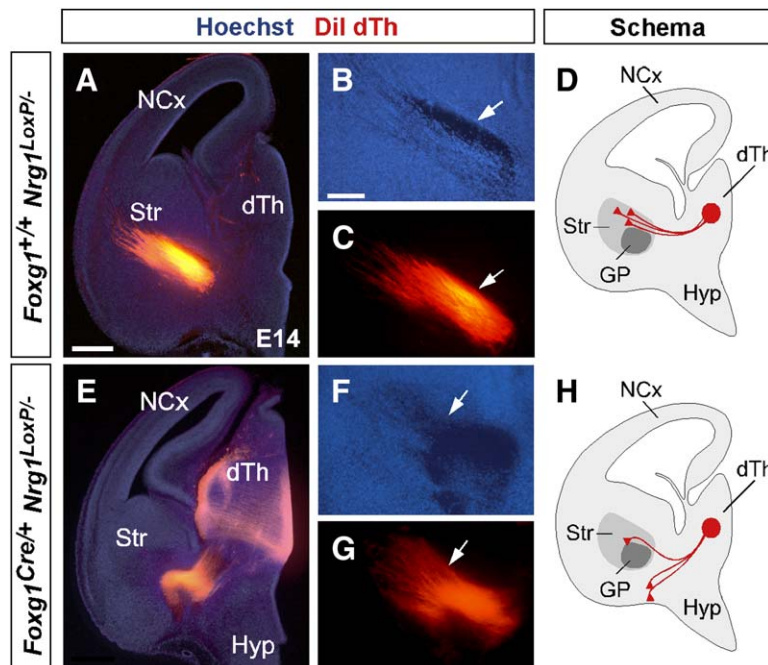 Hoechst DiI dTh
Schema
Foxg1+/+ Nrg1LoxP/-
A
NCx
Str
dTh
E14
B
C
D
NCx
dTh
Str
GP
Hyp
Foxg1Cre/+ Nrg1LoxP/-
E
NCx
dTh
Str
Hyp
F
G
H
NCx
dTh
Str
GP
Hyp